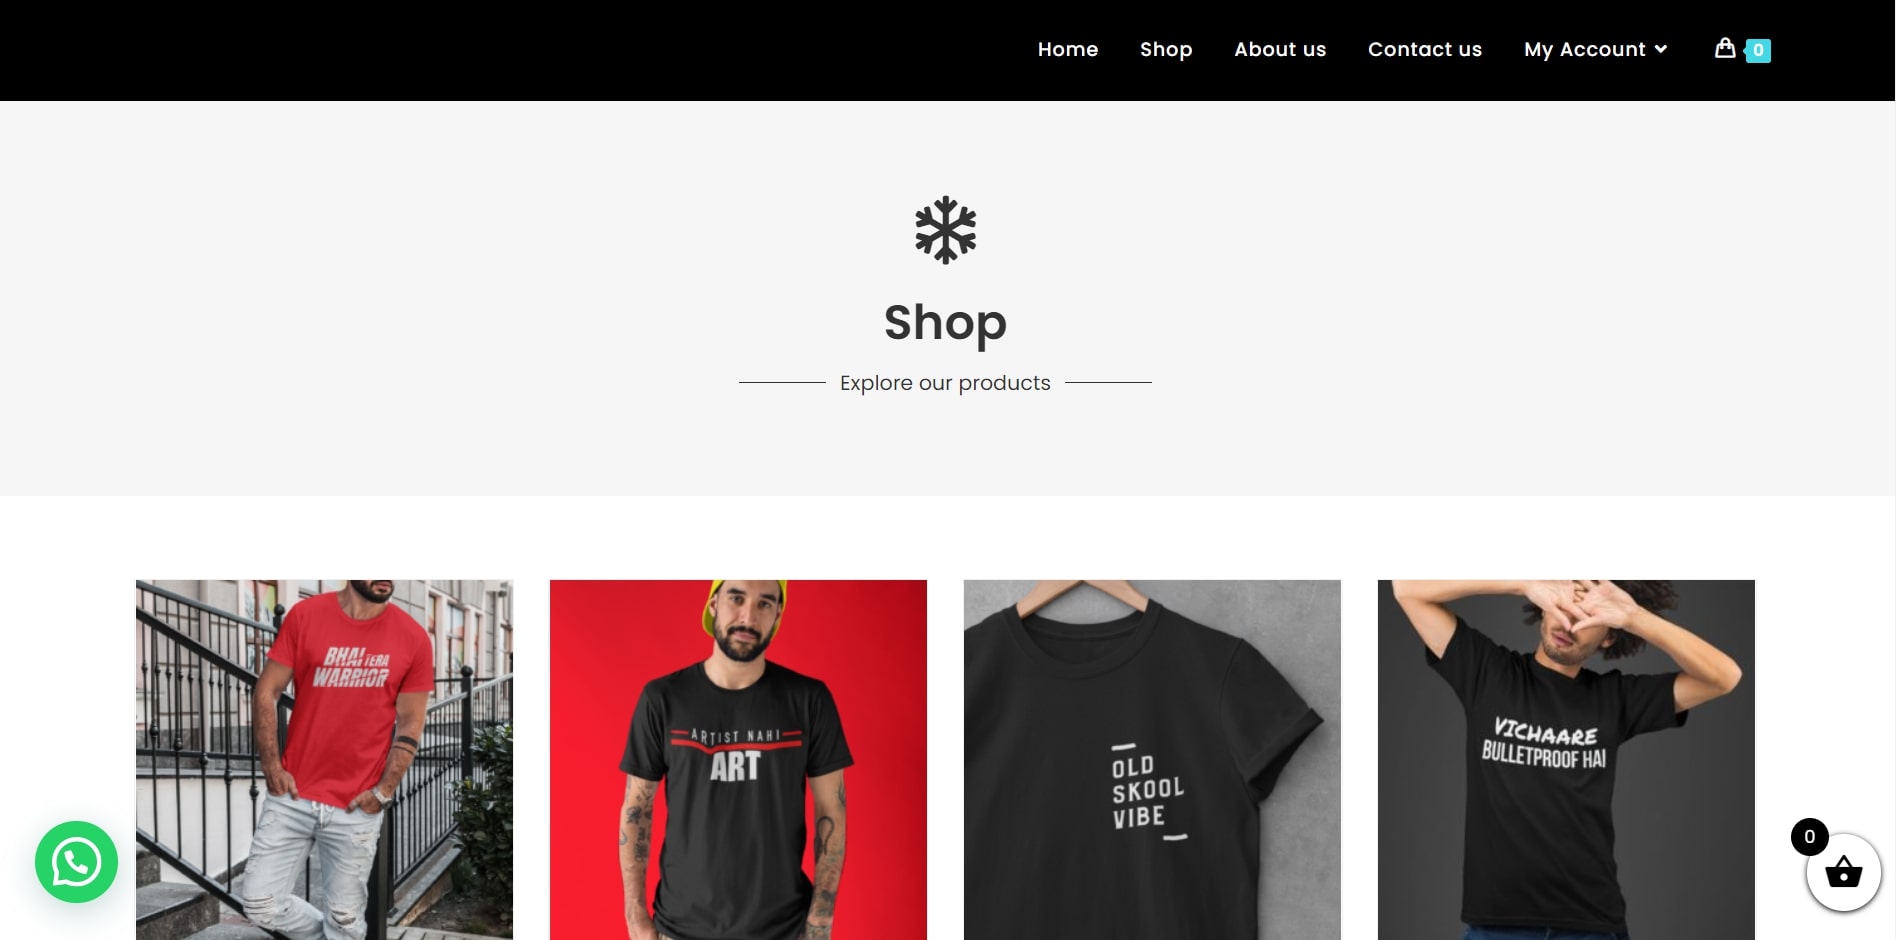 Home Shop About us Contact us My Account 0
Shop
Explore our products
BHAI TERA
WARRIOR
ARTIST NAHI
ART
OLD
SKOOL
VIBE
VICHAARE
BULLETPROOF HAI
0